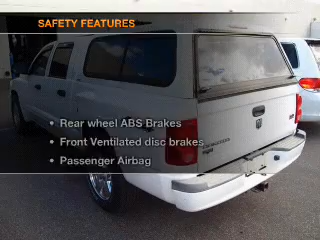 SAFETY FEATURES
• Rear wheel ABS Brakes
• Front Ventilated disc brakes
• Passenger Airbag